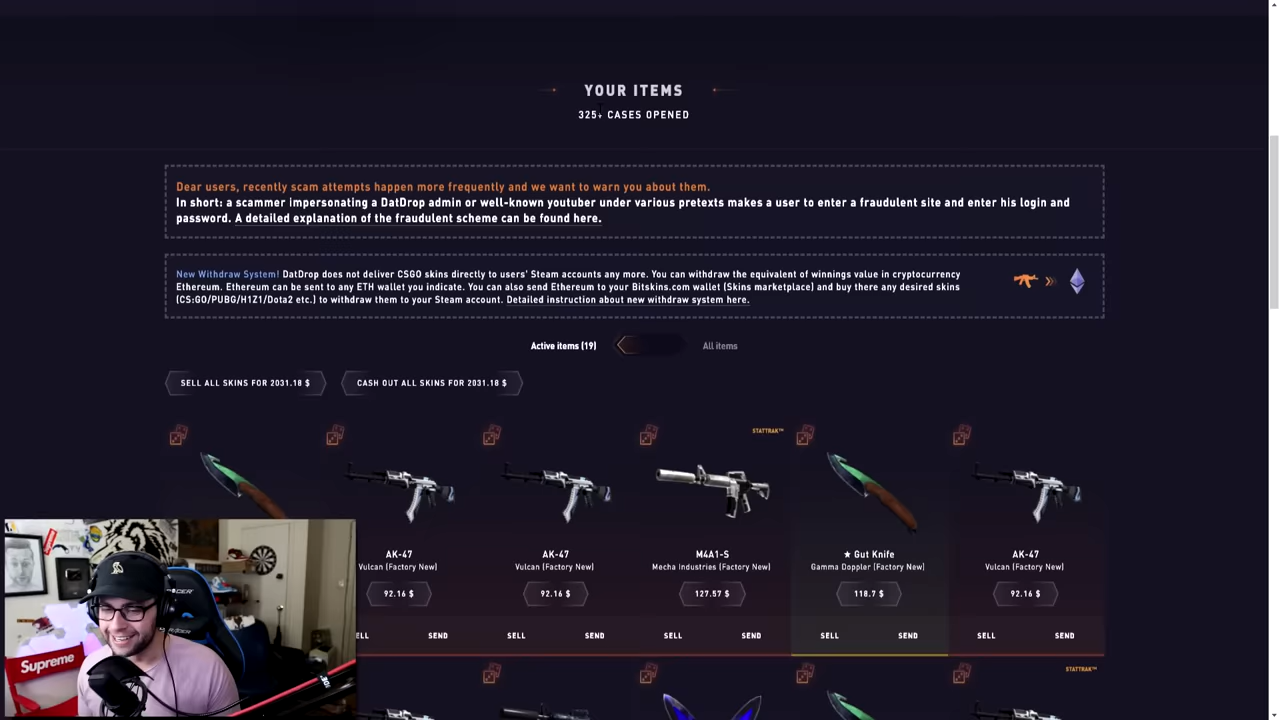 YOUR ITEMS
325+ CASES OPENED
Dear users, recently scam attempts happen more frequently and we want to warn you about them.
In short: a scammer impersonating a DatDrop admin or well-known youtuber under various pretexts makes a user to enter a fraudulent site and enter his login and
password. A detailed explanation of the fraudulent scheme can be found here.
New Withdraw System! DatDrop does not deliver CSGO skins directly to users' Steam accounts any more. You can withdraw the equivalent of winnings value in cryptocurrency
Ethereum. Ethereum can be sent to any ETH wallet you indicate. You can also send Ethereum to your Bitskins.com wallet (Skins marketplace) and buy there any desired skins
(CS:GO/PUBG/H1Z1/Dota2 etc.) to withdraw them to your Steam account. Detailed instruction about new withdraw system here.
Active items (19) All items
SELL ALL SKINS FOR 2031.18 $ CASH OUT ALL SKINS FOR 2031.18 $
STATTRAK™
AK-47 AK-47 M4A1-S ★ Gut Knife AK-47
Vulcan (Factory New) Vulcan (Factory New) Mecha Industries (Factory New) Gamma Doppler (Factory New) Vulcan (Factory New)
92.16 $ 92.16 $ 127.57 $ 118.7 $ 92.16 $
ELL SEND SELL SEND SELL SEND SELL SEND SELL SEND
STATTRAK™
Supreme